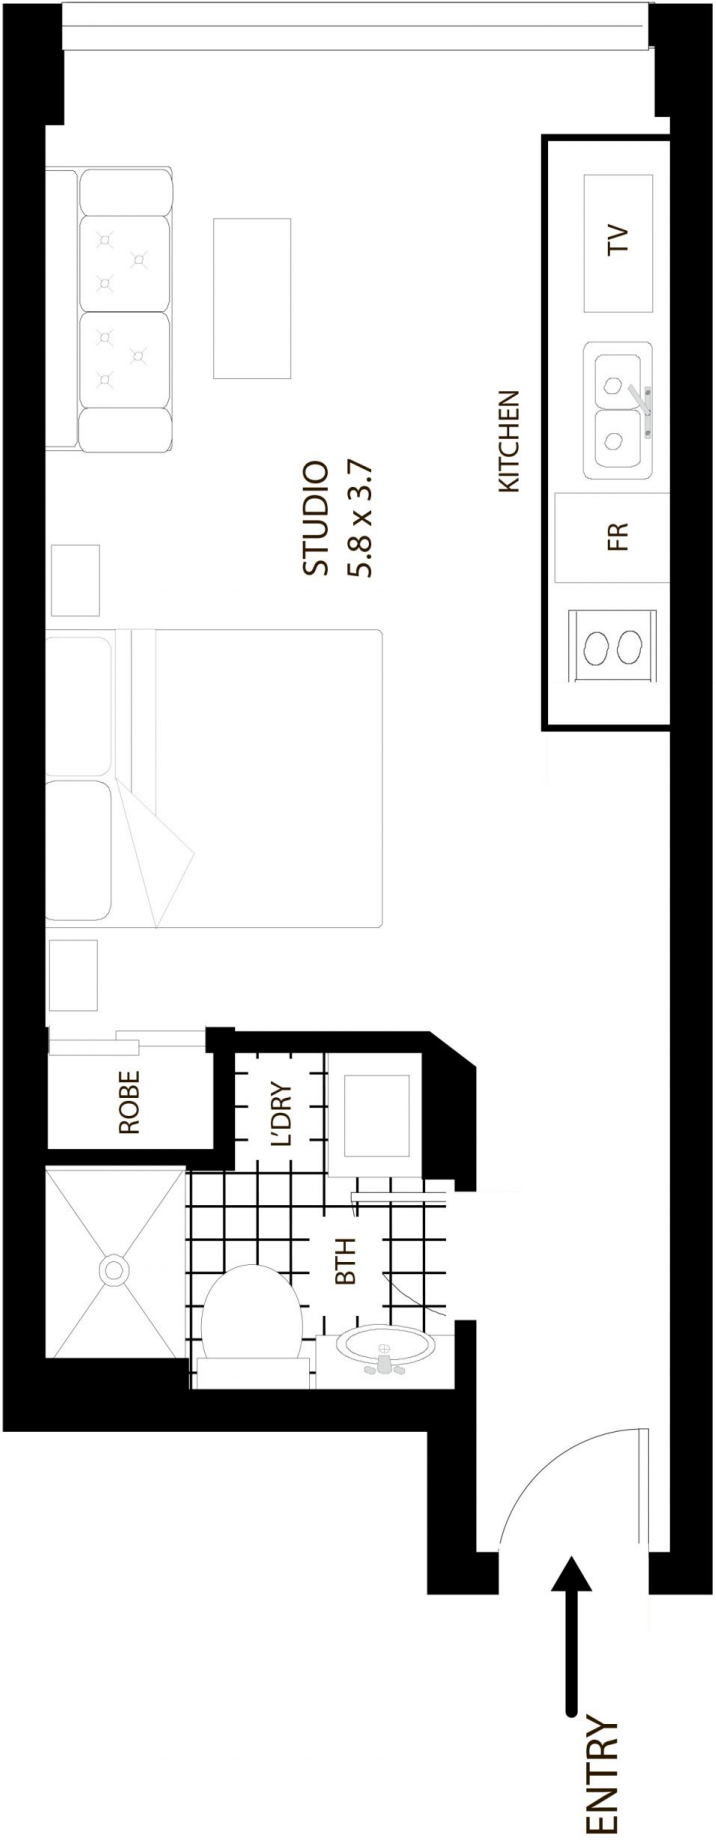 TV
KITCHEN
STUDIO
5.8 x 3.7
FR
ROBE
L'DRY
BTH
ENTRY